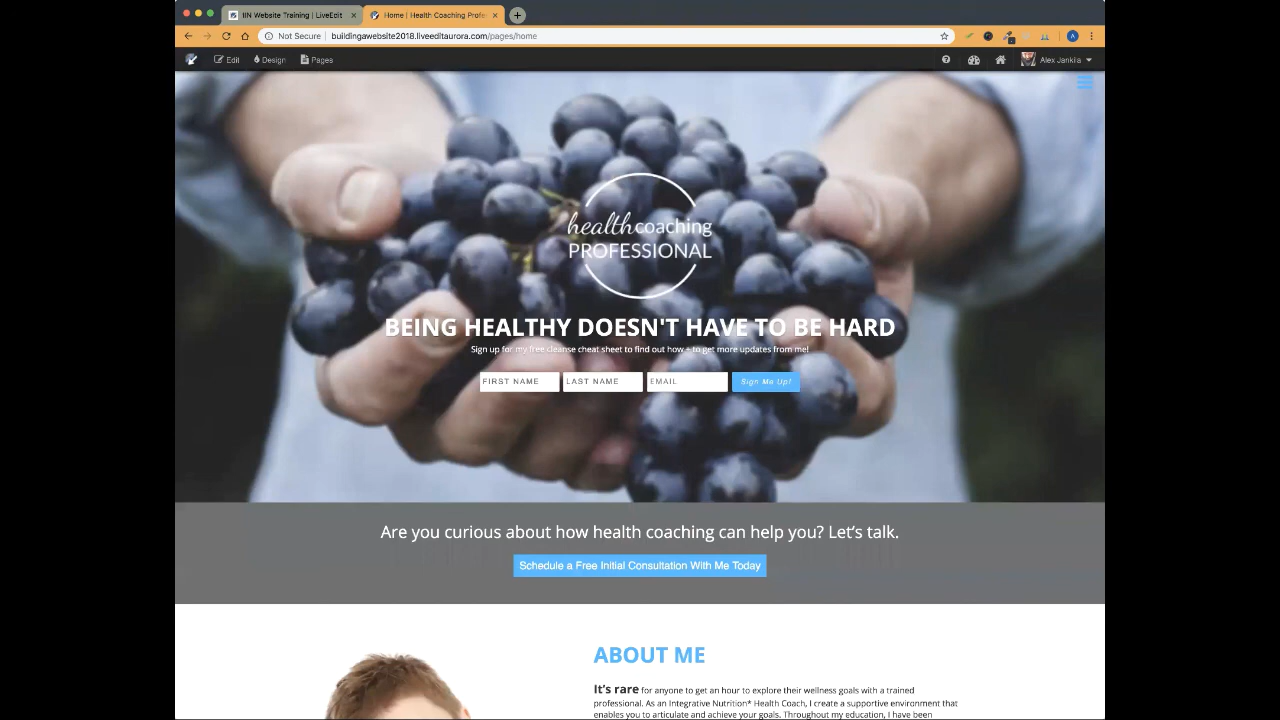 IIN Website Training | LiveEdit
Home | Health Coaching Profes
Not Secure | buildingawebsite2018.liveeditaurora.com/pages/home
Edit Design Pages Alex Jankila
healthcoaching
PROFESSIONAL
BEING HEALTHY DOESN'T HAVE TO BE HARD
Sign up for my free cleanse cheat sheet to find out how + to get more updates from me!
FIRST NAME LAST NAME EMAIL Sign Me Up!
Are you curious about how health coaching can help you? Let's talk.
Schedule a Free Initial Consultation With Me Today
ABOUT ME
It's rare for anyone to get an hour to explore their wellness goals with a trained
professional. As an Integrative Nutrition* Health Coach, I create a supportive environment that
enables you to articulate and achieve your goals. Throughout my education, I have been